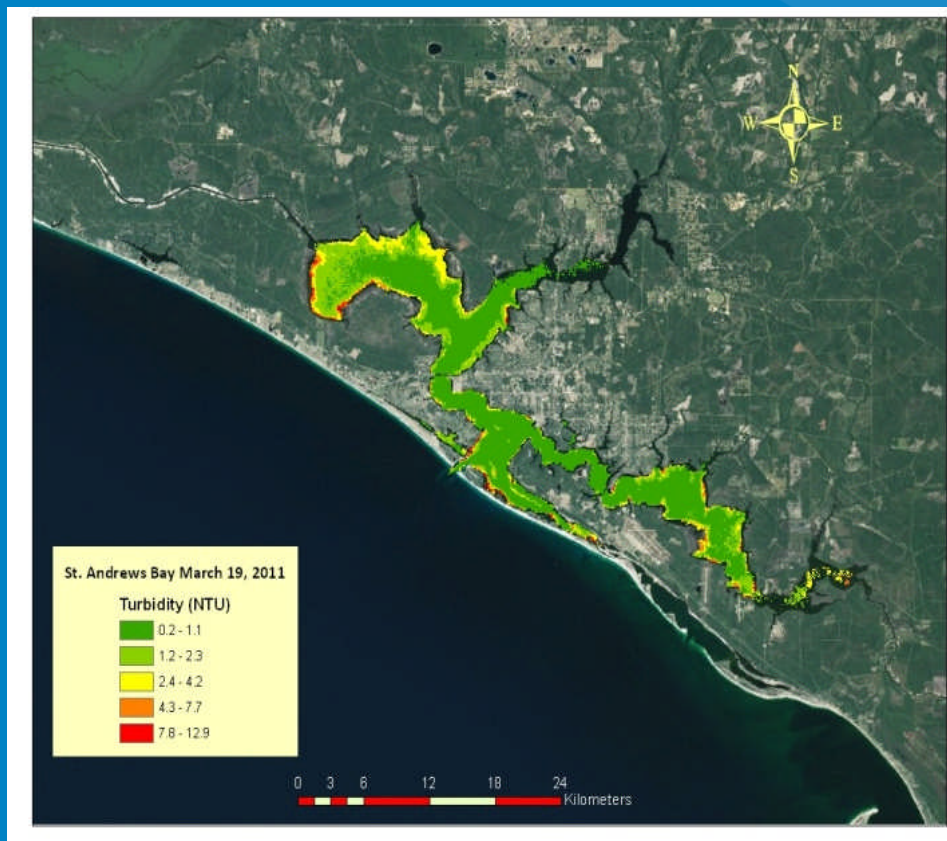 N
W E
S
St. Andrews Bay March 19, 2011
Turbidity (NTU)
0.2 - 1.1
1.2 - 2.3
2.4 - 4.2
4.3 - 7.7
7.8 - 12.9
0 3 6 12 18 24
Kilometers